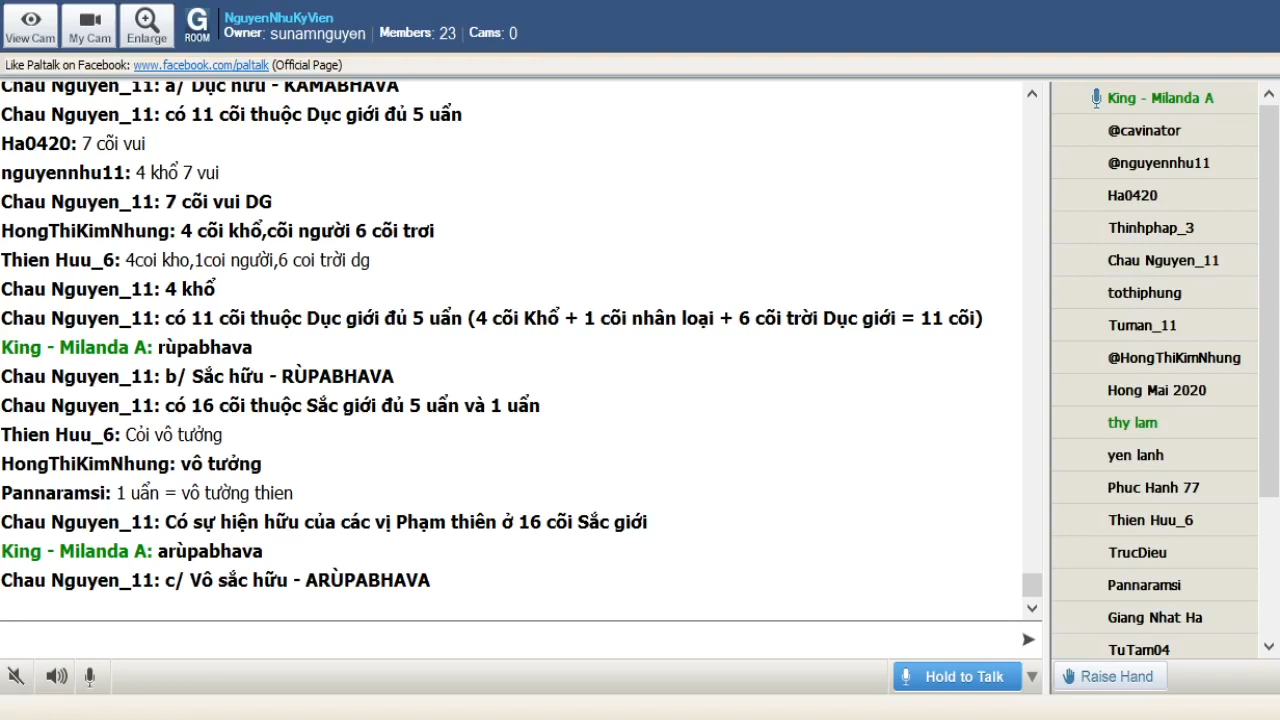 View Cam
My Cam
Enlarge
G
ROOM
NguyenNhuKyVien
Owner: sunamnguyen | Members: 23 | Cams: 0
Like Paltalk on Facebook: www.facebook.com/paltalk (Official Page)
Chau Nguyen_11: a/ Dục hữu - KAMABHAVA
Chau Nguyen_11: có 11 cõi thuộc Dục giới đủ 5 uẩn
Ha0420: 7 cõi vui
nguyennhu11: 4 khổ 7 vui
Chau Nguyen_11: 7 cõi vui DG
HongThiKimNhung: 4 cõi khổ,cõi người 6 cõi trơi
Thien Huu_6: 4coi kho,1coi người,6 coi trời dg
Chau Nguyen_11: 4 khổ
Chau Nguyen_11: có 11 cõi thuộc Dục giới đủ 5 uẩn (4 cõi Khổ + 1 cõi nhân loại + 6 cõi trời Dục giới = 11 cõi)
King - Milanda A: rùpabhava
Chau Nguyen_11: b/ Sắc hữu - RÙPABHAVA
Chau Nguyen_11: có 16 cõi thuộc Sắc giới đủ 5 uẩn và 1 uẩn
Thien Huu_6: Cỏi vô tưởng
HongThiKimNhung: vô tưởng
Pannaramsi: 1 uẩn = vô tường thien
Chau Nguyen_11: Có sự hiện hữu của các vị Phạm thiên ở 16 cõi Sắc giới
King - Milanda A: arùpabhava
Chau Nguyen_11: c/ Vô sắc hữu - ARÙPABHAVA
King - Milanda A
@cavinator
@nguyennhu11
Ha0420
Thinhphap_3
Chau Nguyen_11
tothiphung
Tuman_11
@HongThiKimNhung
Hong Mai 2020
thy lam
yen lanh
Phuc Hanh 77
Thien Huu_6
TrucDieu
Pannaramsi
Giang Nhat Ha
TuTam04
Hold to Talk
Raise Hand